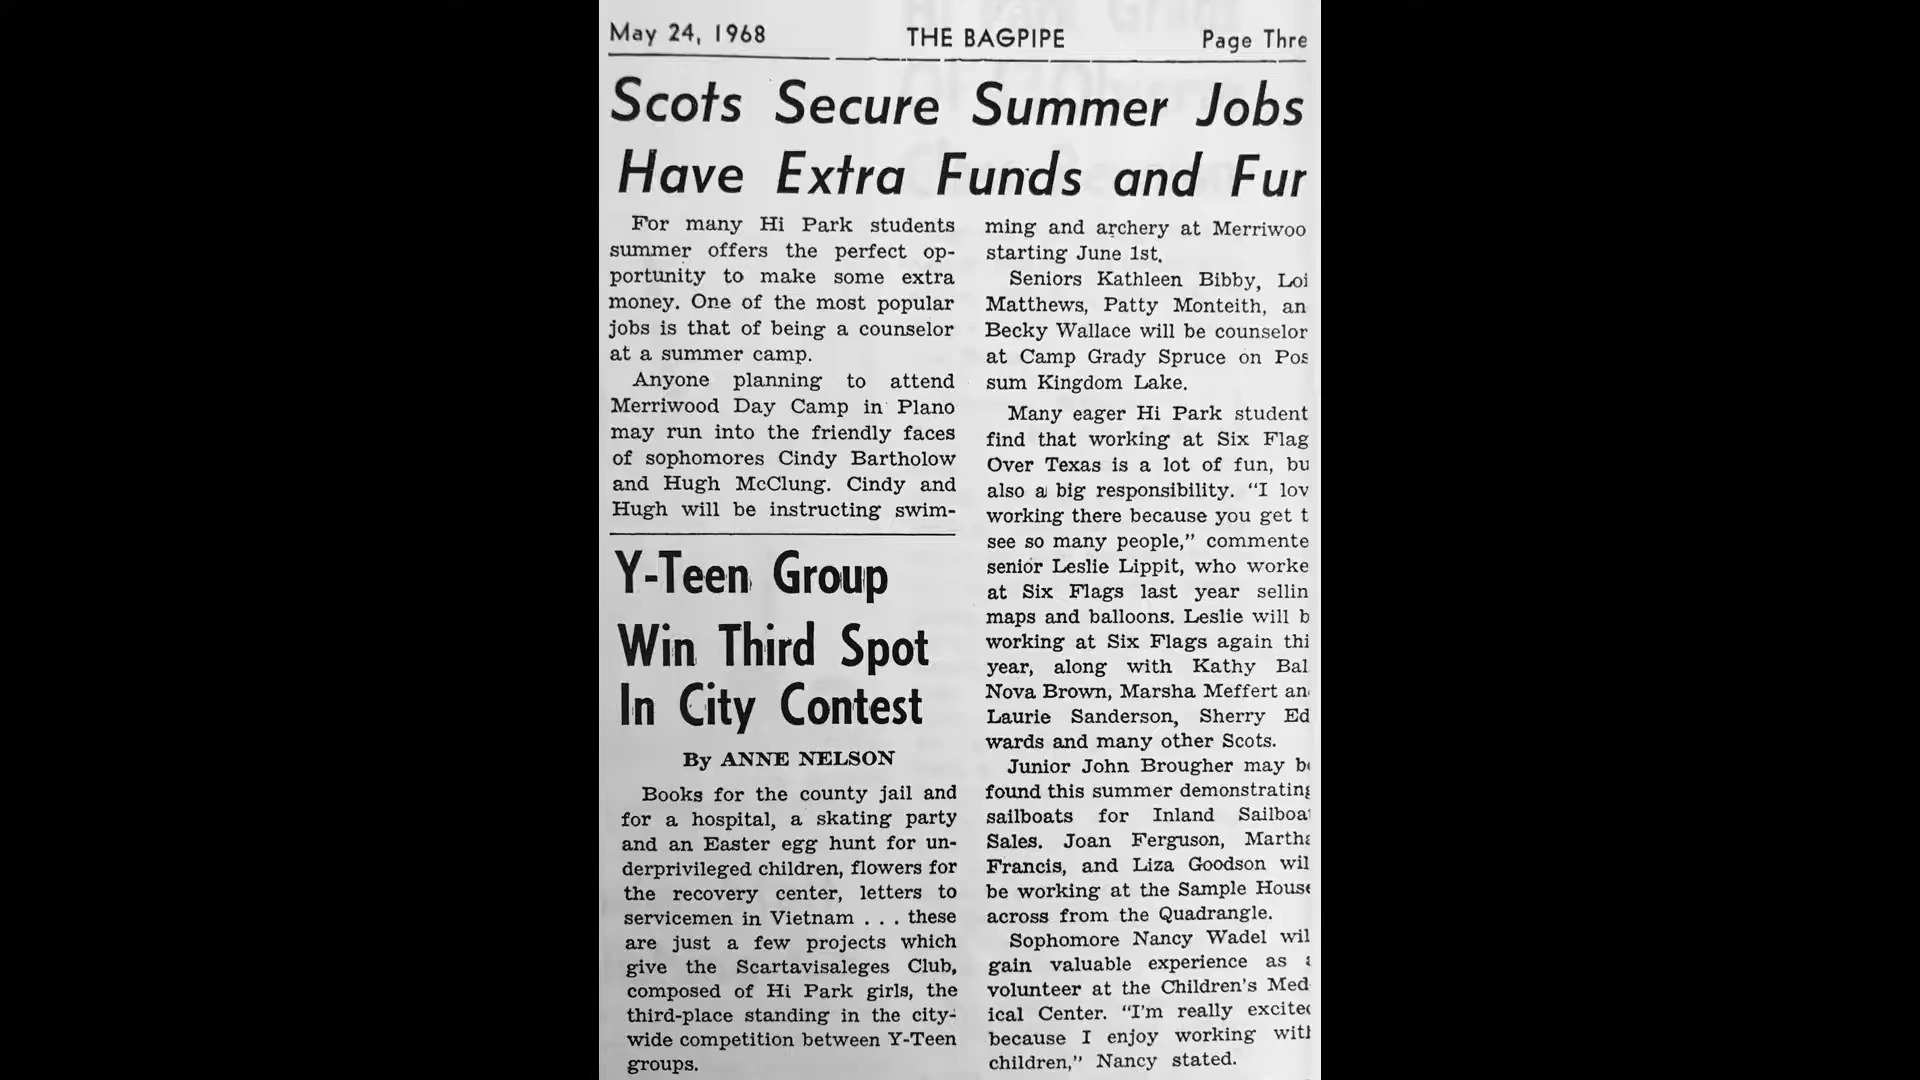 May 24, 1968 THE BAGPIPE Page Thre
Scots Secure Summer Jobs
Have Extra Funds and Fur
For many Hi Park students
summer offers the perfect op-
portunity to make some extra
money. One of the most popular
jobs is that of being a counselor
at a summer camp.
Anyone planning to attend
Merriwood Day Camp in Plano
may run into the friendly faces
of sophomores Cindy Bartholow
and Hugh McClung. Cindy and
Hugh will be instructing swim-
ming and archery at Merriwoo
starting June 1st.
Seniors Kathleen Bibby, Loi
Matthews, Patty Monteith, an
Becky Wallace will be counselor
at Camp Grady Spruce on Pos
sum Kingdom Lake.
Many eager Hi Park student
find that working at Six Flag
Over Texas is a lot of fun, bu
also a big responsibility. “I lov
working there because you get t
see so many people,” commente
senior Leslie Lippit, who worke
at Six Flags last year sellin
maps and balloons. Leslie will b
working at Six Flags again thi
year, along with Kathy Bal
Nova Brown, Marsha Meffert an
Laurie Sanderson, Sherry Ed
wards and many other Scots.
Junior John Brougher may be
found this summer demonstrating
sailboats for Inland Sailboat
Sales. Joan Ferguson, Martha
Francis, and Liza Goodson wil
be working at the Sample House
across from the Quadrangle.
Sophomore Nancy Wadel wil
gain valuable experience as a
volunteer at the Children's Med
ical Center. “I'm really excited
because I enjoy working with
children,” Nancy stated.
Y-Teen Group
Win Third Spot
In City Contest
By ANNE NELSON
Books for the county jail and
for a hospital, a skating party
and an Easter egg hunt for un-
derprivileged children, flowers for
the recovery center, letters to
servicemen in Vietnam . . . these
are just a few projects which
give the Scartavisaleges Club,
composed of Hi Park girls, the
third-place standing in the city-
wide competition between Y-Teen
groups.